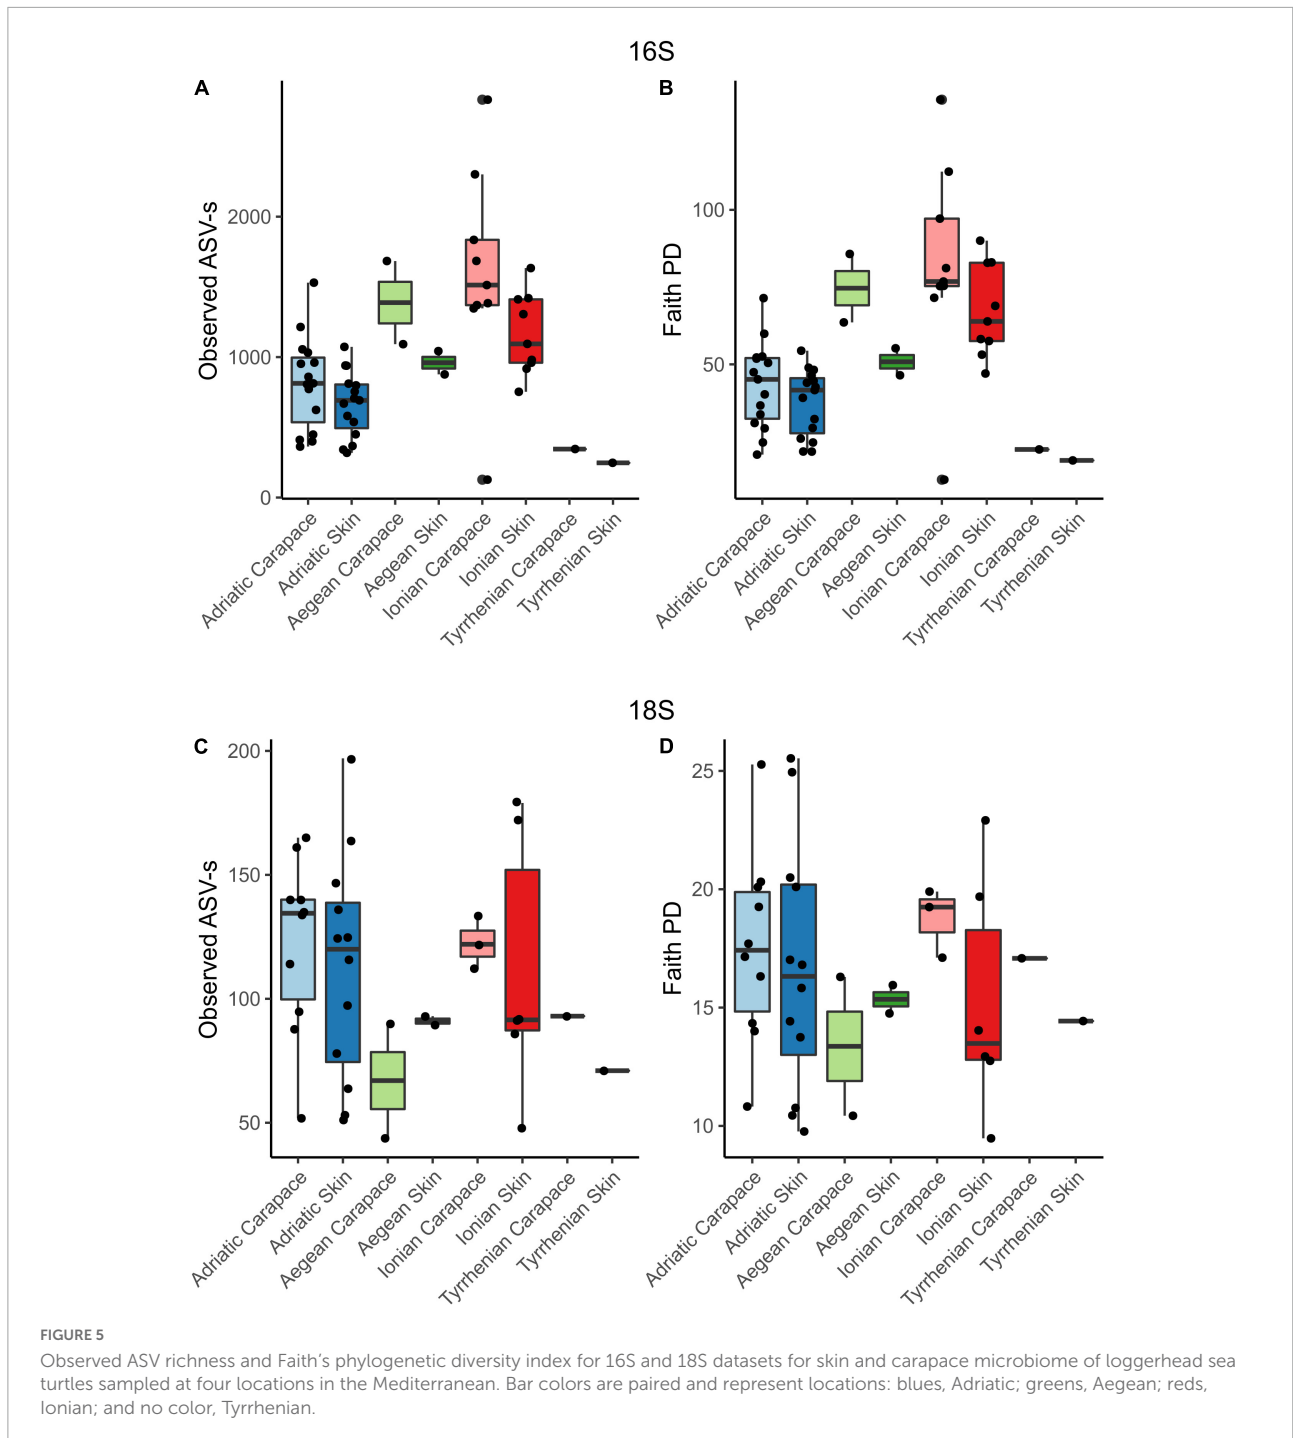 16S
A
B
Observed ASV-s
2000
1000
0
Adriatic Carapace
Adriatic Skin
Aegean Carapace
Aegean Skin
Ionian Carapace
Ionian Skin
Tyrrhenian Carapace
Tyrrhenian Skin
Faith PD
100
50
Adriatic Carapace
Adriatic Skin
Aegean Carapace
Aegean Skin
Ionian Carapace
Ionian Skin
Tyrrhenian Carapace
Tyrrhenian Skin
18S
C
D
Observed ASV-s
200
150
100
50
Adriatic Carapace
Adriatic Skin
Aegean Carapace
Aegean Skin
Ionian Carapace
Ionian Skin
Tyrrhenian Carapace
Tyrrhenian Skin
Faith PD
25
20
15
10
Adriatic Carapace
Adriatic Skin
Aegean Carapace
Aegean Skin
Ionian Carapace
Ionian Skin
Tyrrhenian Carapace
Tyrrhenian Skin
FIGURE 5
Observed ASV richness and Faith's phylogenetic diversity index for 16S and 18S datasets for skin and carapace microbiome of loggerhead sea
turtles sampled at four locations in the Mediterranean. Bar colors are paired and represent locations: blues, Adriatic; greens, Aegean; reds,
Ionian; and no color, Tyrrhenian.